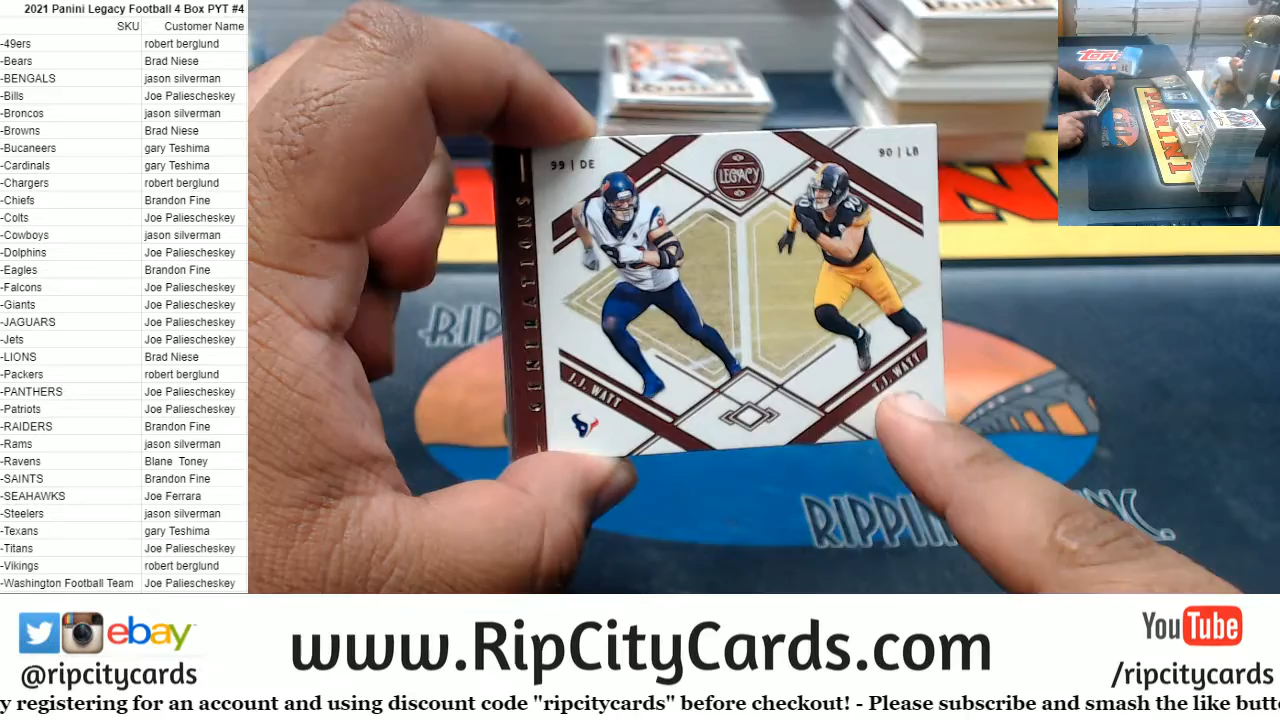 2021 Panini Legacy Football 4 Box PYT #4
SKU Customer Name
-49ers robert berglund
-Bears Brad Niese
-BENGALS jason silverman
-Bills Joe Paliescheskey
-Broncos jason silverman
-Browns Brad Niese
-Bucaneers gary Teshima
-Cardinals gary Teshima
-Chargers robert berglund
-Chiefs Brandon Fine
-Colts Joe Paliescheskey
-Cowboys jason silverman
-Dolphins Joe Paliescheskey
-Eagles Brandon Fine
-Falcons Joe Paliescheskey
-Giants Joe Paliescheskey
-JAGUARS Joe Paliescheskey
-Jets Joe Paliescheskey
-LIONS Brad Niese
-Packers robert berglund
-PANTHERS Joe Paliescheskey
-Patriots Joe Paliescheskey
-RAIDERS Brandon Fine
-Rams jason silverman
-Ravens Blane Toney
-SAINTS Brandon Fine
-SEAHAWKS Joe Ferrara
-Steelers jason silverman
-Texans gary Teshima
-Titans Joe Paliescheskey
-Vikings robert berglund
-Washington Football Team Joe Paliescheskey
99 | DE
LEGACY
90 | LB
90
J.J. WATT
T.J. WATT
RIP
RIPPIN
NC.
PANINI
ebay
@ripcitycards
www.RipCityCards.com
YouTube
/ripcitycards
y registering for an account and using discount code "ripcitycards" before checkout! - Please subscribe and smash the like butt